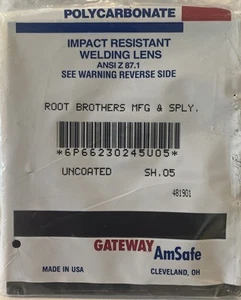 POLYCARBONATE
IMPACT RESISTANT
WELDING LENS
ANSI Z 87.1
SEE WARNING REVERSE SIDE
ROOT BROTHERS MFG & SPLY.
*6P66230245U05*
UNCOATED SH.05
481901
GATEWAY AmSafe
MADE IN USA CLEVELAND, OH